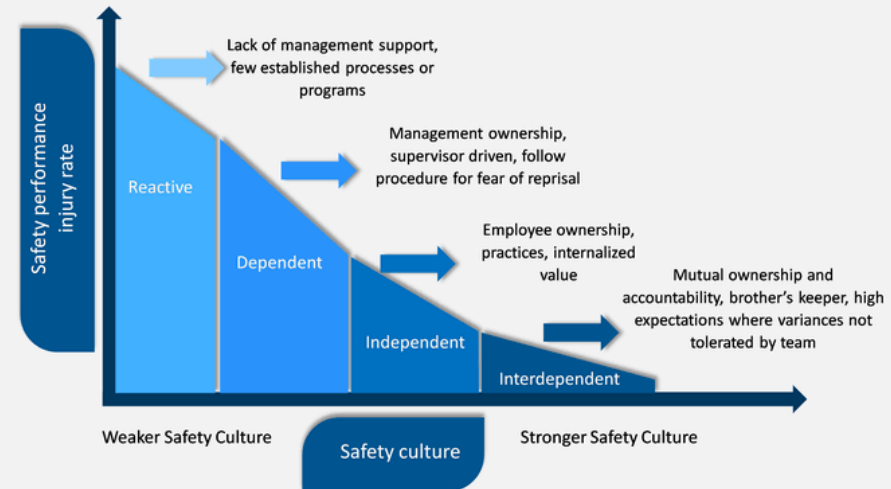 Safety performance
injury rate
Lack of management support,
few established processes or
programs
Reactive
Management ownership,
supervisor driven, follow
procedure for fear of reprisal
Dependent
Employee ownership,
practices, internalized
value
Independent
Mutual ownership and
accountability, brother's keeper, high
expectations where variances not
tolerated by team
Interdependent
Weaker Safety Culture
Safety culture
Stronger Safety Culture